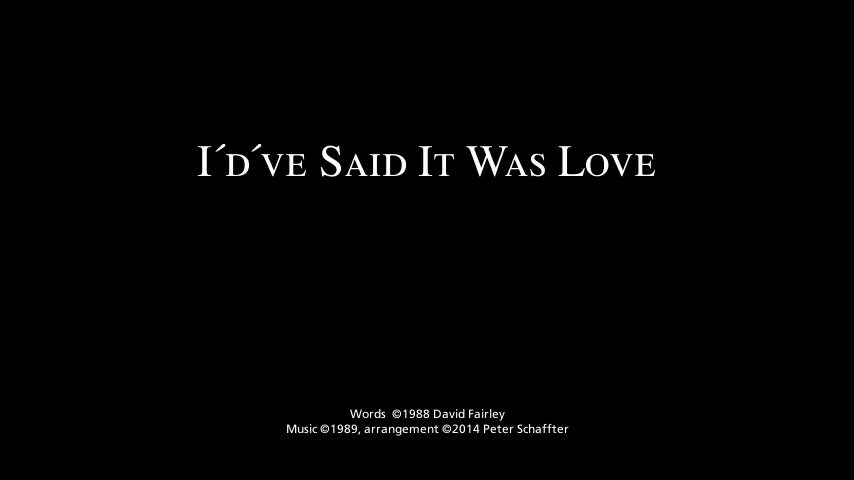 I´d´ve Said It Was Love
Words ©1988 David Fairley
Music ©1989, arrangement ©2014 Peter Schaffter